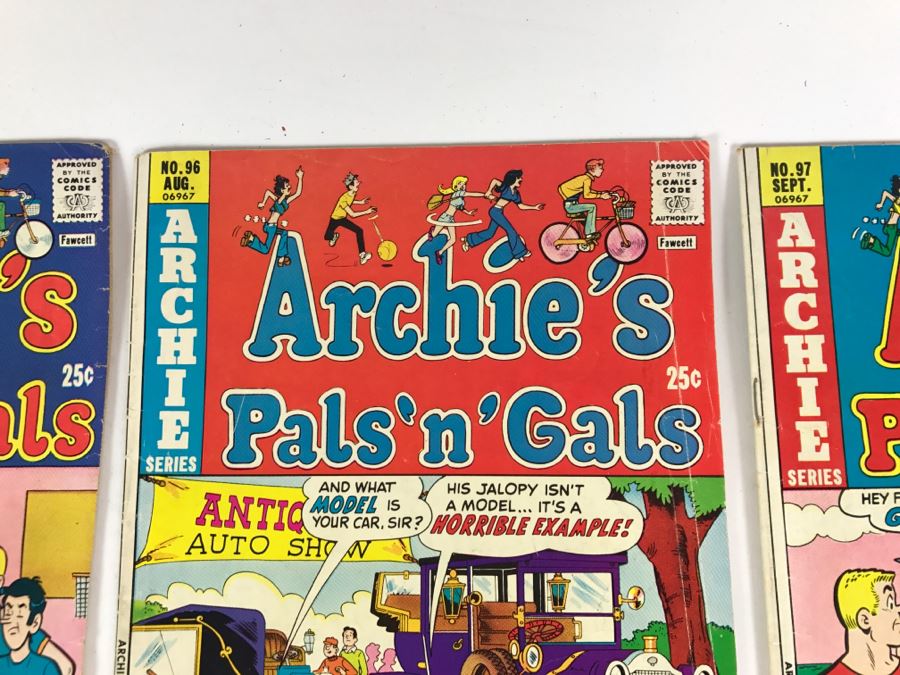 APPROVED
BY THE
COMICS
CODE
AUTHORITY
Fawcett
's
25¢
als
NO. 96
AUG.
06967
ARCHIE
SERIES
APPROVED
BY THE
COMICS
CODE
AUTHORITY
Fawcett
Archie's
25¢
Pals 'n' Gals
ANTIQ
AUTO SHOW
AND WHAT
MODEL IS
YOUR CAR, SIR?
HIS JALOPY ISN'T
A MODEL... IT'S A
HORRIBLE EXAMPLE!
ARCHI
NO. 97
SEPT.
06967
ARCHIE
SERIES
HEY F
G